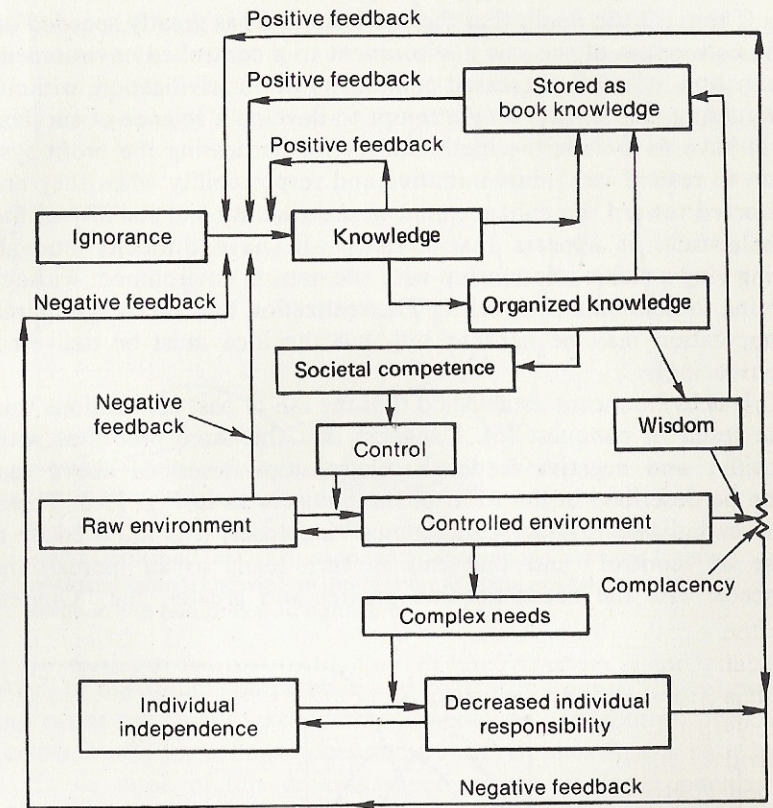 Positive feedback
Positive feedback
Stored as
book knowledge
Positive feedback
Ignorance
Knowledge
Negative feedback
Organized knowledge
Societal competence
Negative
feedback
Control
Wisdom
Raw environment
Controlled environment
Complacency
Complex needs
Individual
independence
Decreased individual
responsibility
Negative feedback